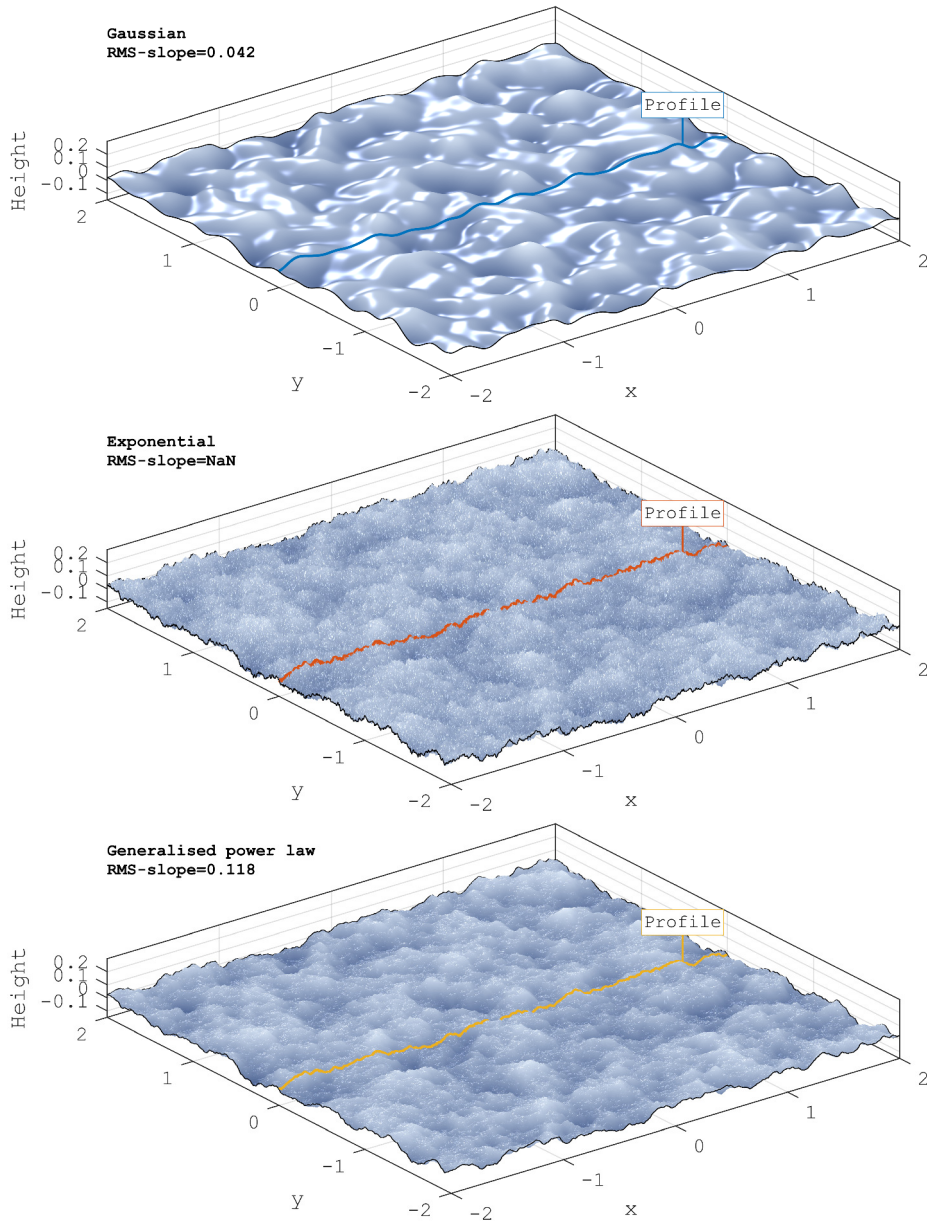 Gaussian
RMS-slope=0.042
Profile
Height
0.2
0.1
0
-0.1
2
1
0
-1
-2
y
-2
-1
0
1
2
x
Exponential
RMS-slope=NaN
Profile
Height
0.2
0.1
0
-0.1
2
1
0
-1
-2
y
-2
-1
0
1
2
x
Generalised power law
RMS-slope=0.118
Profile
Height
0.2
0.1
0
-0.1
2
1
0
-1
-2
y
-2
-1
0
1
2
x